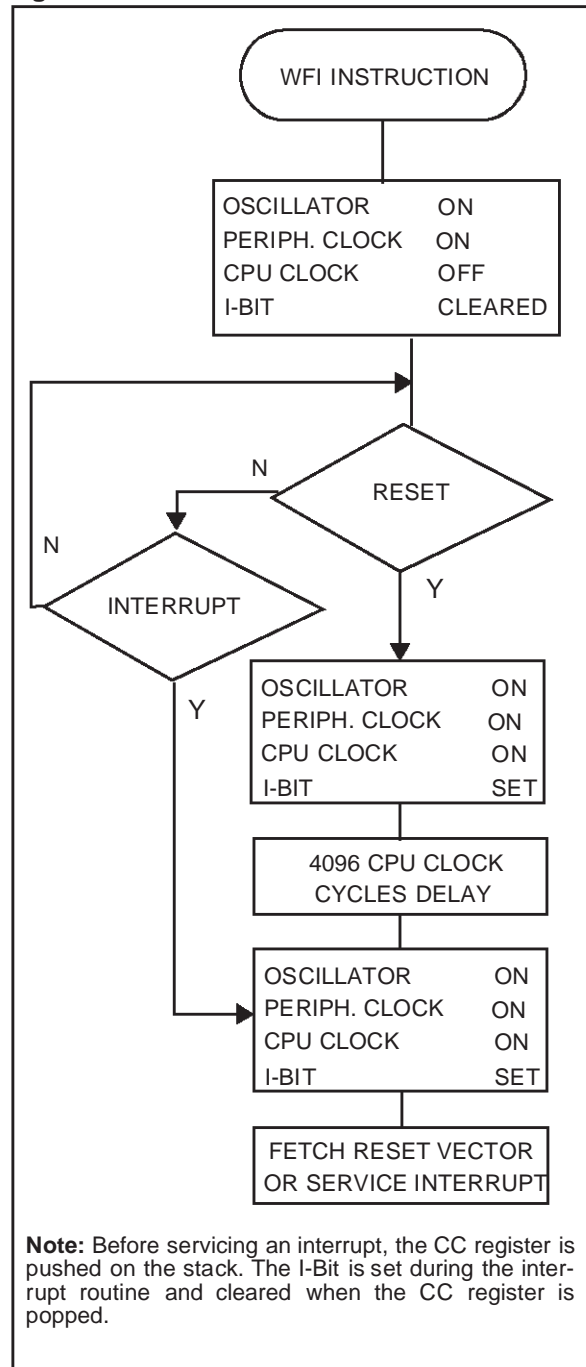 WFI INSTRUCTION
OSCILLATOR ON
PERIPH. CLOCK ON
CPU CLOCK OFF
I-BIT CLEARED
N
RESET
N
INTERRUPT
Y
Y
OSCILLATOR ON
PERIPH. CLOCK ON
CPU CLOCK ON
I-BIT SET
4096 CPU CLOCK
CYCLES DELAY
OSCILLATOR ON
PERIPH. CLOCK ON
CPU CLOCK ON
I-BIT SET
FETCH RESET VECTOR
OR SERVICE INTERRUPT
Note: Before servicing an interrupt, the CC register is
pushed on the stack. The I-Bit is set during the inter-
rupt routine and cleared when the CC register is
popped.